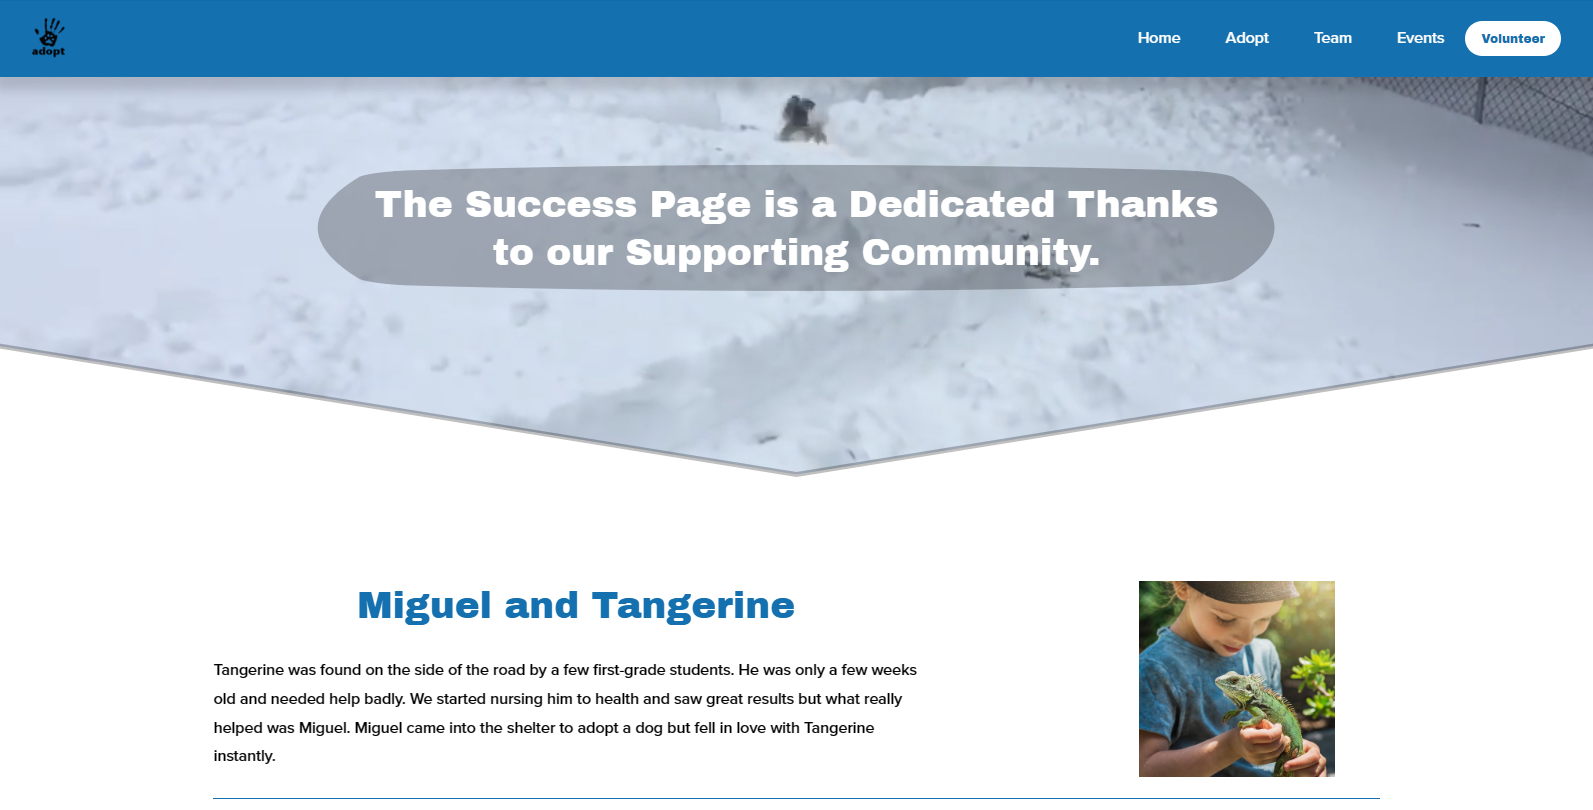 adopt
Home
Adopt
Team
Events
Volunteer
The Success Page is a Dedicated Thanks
to our Supporting Community.
Miguel and Tangerine
Tangerine was found on the side of the road by a few first-grade students. He was only a few weeks
old and needed help badly. We started nursing him to health and saw great results but what really
helped was Miguel. Miguel came into the shelter to adopt a dog but fell in love with Tangerine
instantly.